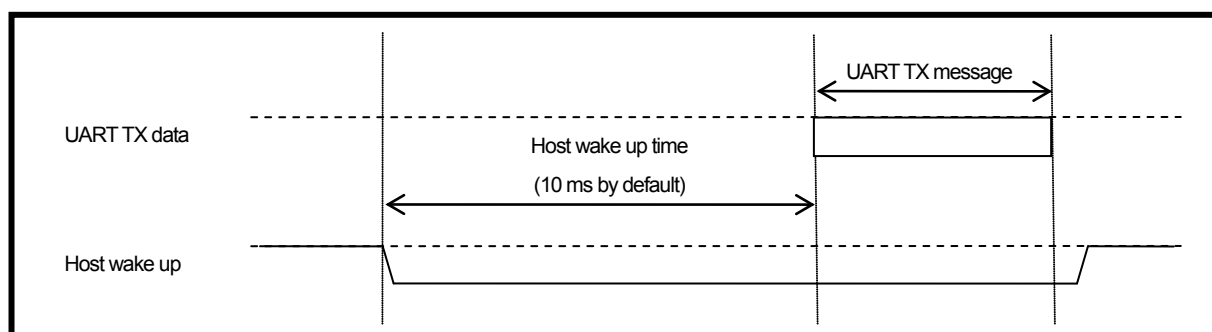 UART TX message
UART TX data
Host wake up time
(10 ms by default)
Host wake up